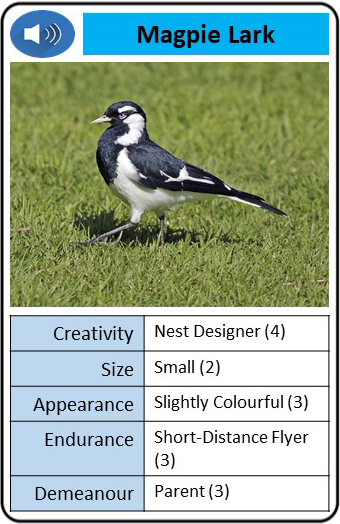 Magpie Lark
Creativity Nest Designer (4)
Size Small (2)
Appearance Slightly Colourful (3)
Endurance Short-Distance Flyer
(3)
Demeanour Parent (3)